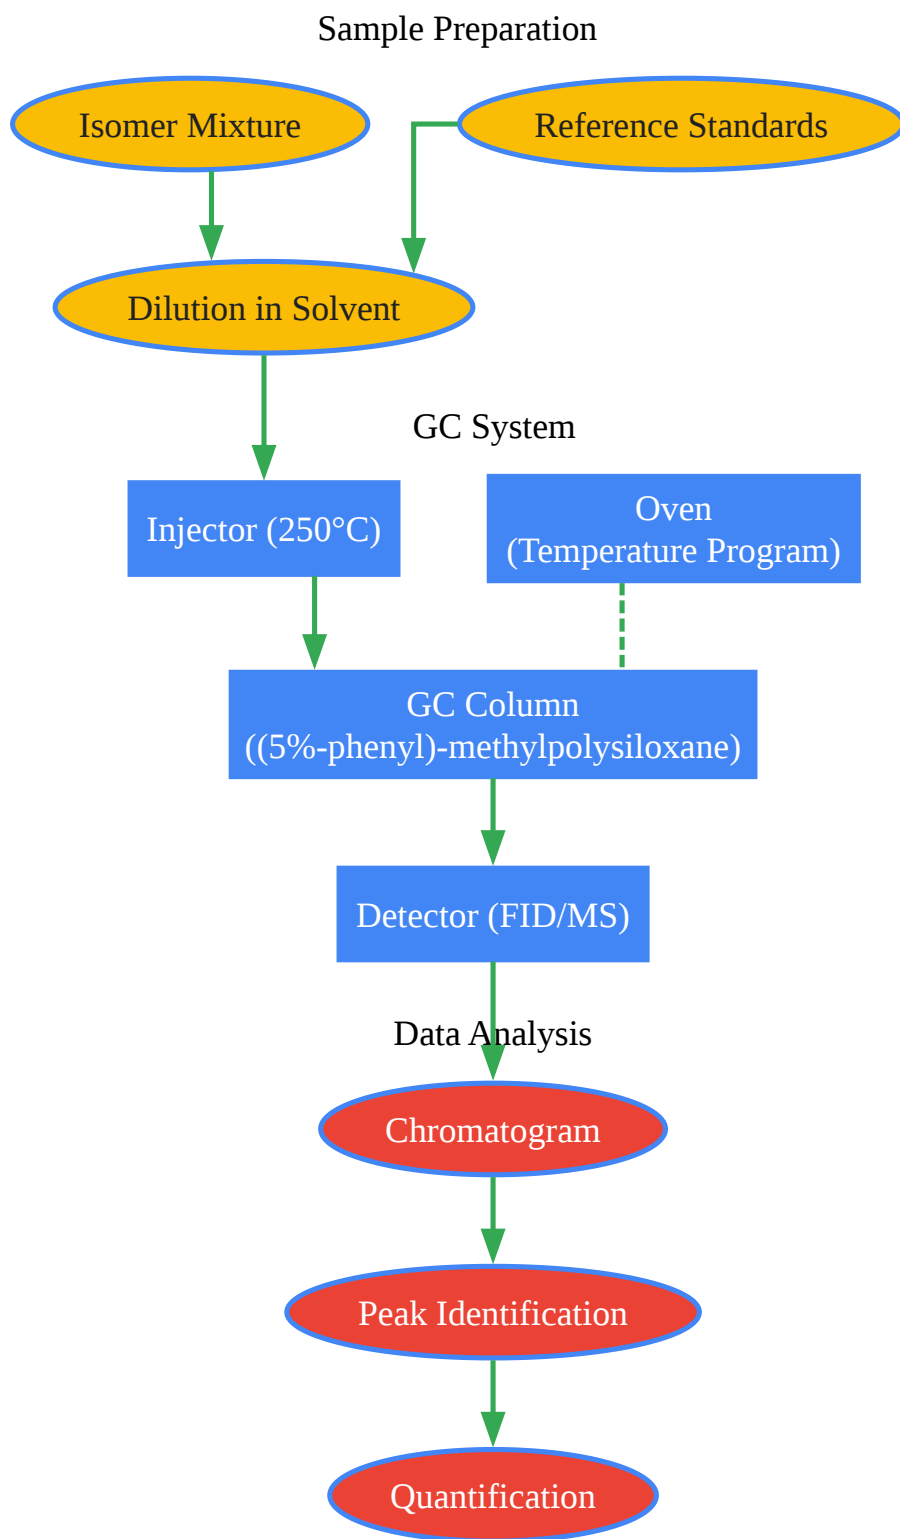 Sample Preparation
Isomer Mixture
Reference Standards
Dilution in Solvent
GC System
Injector (250°C)
Oven
(Temperature Program)
GC Column
((5%-phenyl)-methylpolysiloxane)
Detector (FID/MS)
Data Analysis
Chromatogram
Peak Identification
Quantification